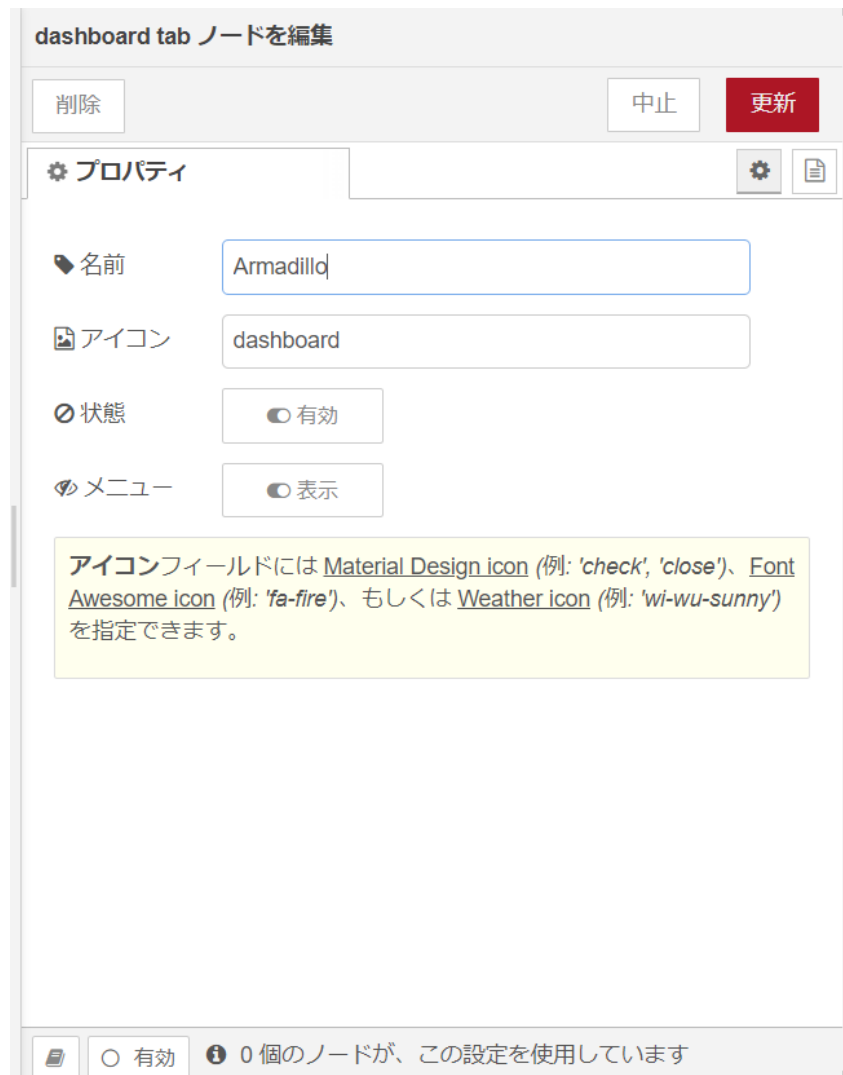 dashboard tab ノードを編集
削除
中止
更新
プロパティ
名前
Armadillo
アイコン
dashboard
状態
有効
メニュー
表示
アイコンフィールドには Material Design icon (例: 'check', 'close')、Font
Awesome icon (例: 'fa-fire')、もしくは Weather icon (例: 'wi-wu-sunny')
を指定できます。
有効
0 個のノードが、この設定を使用しています